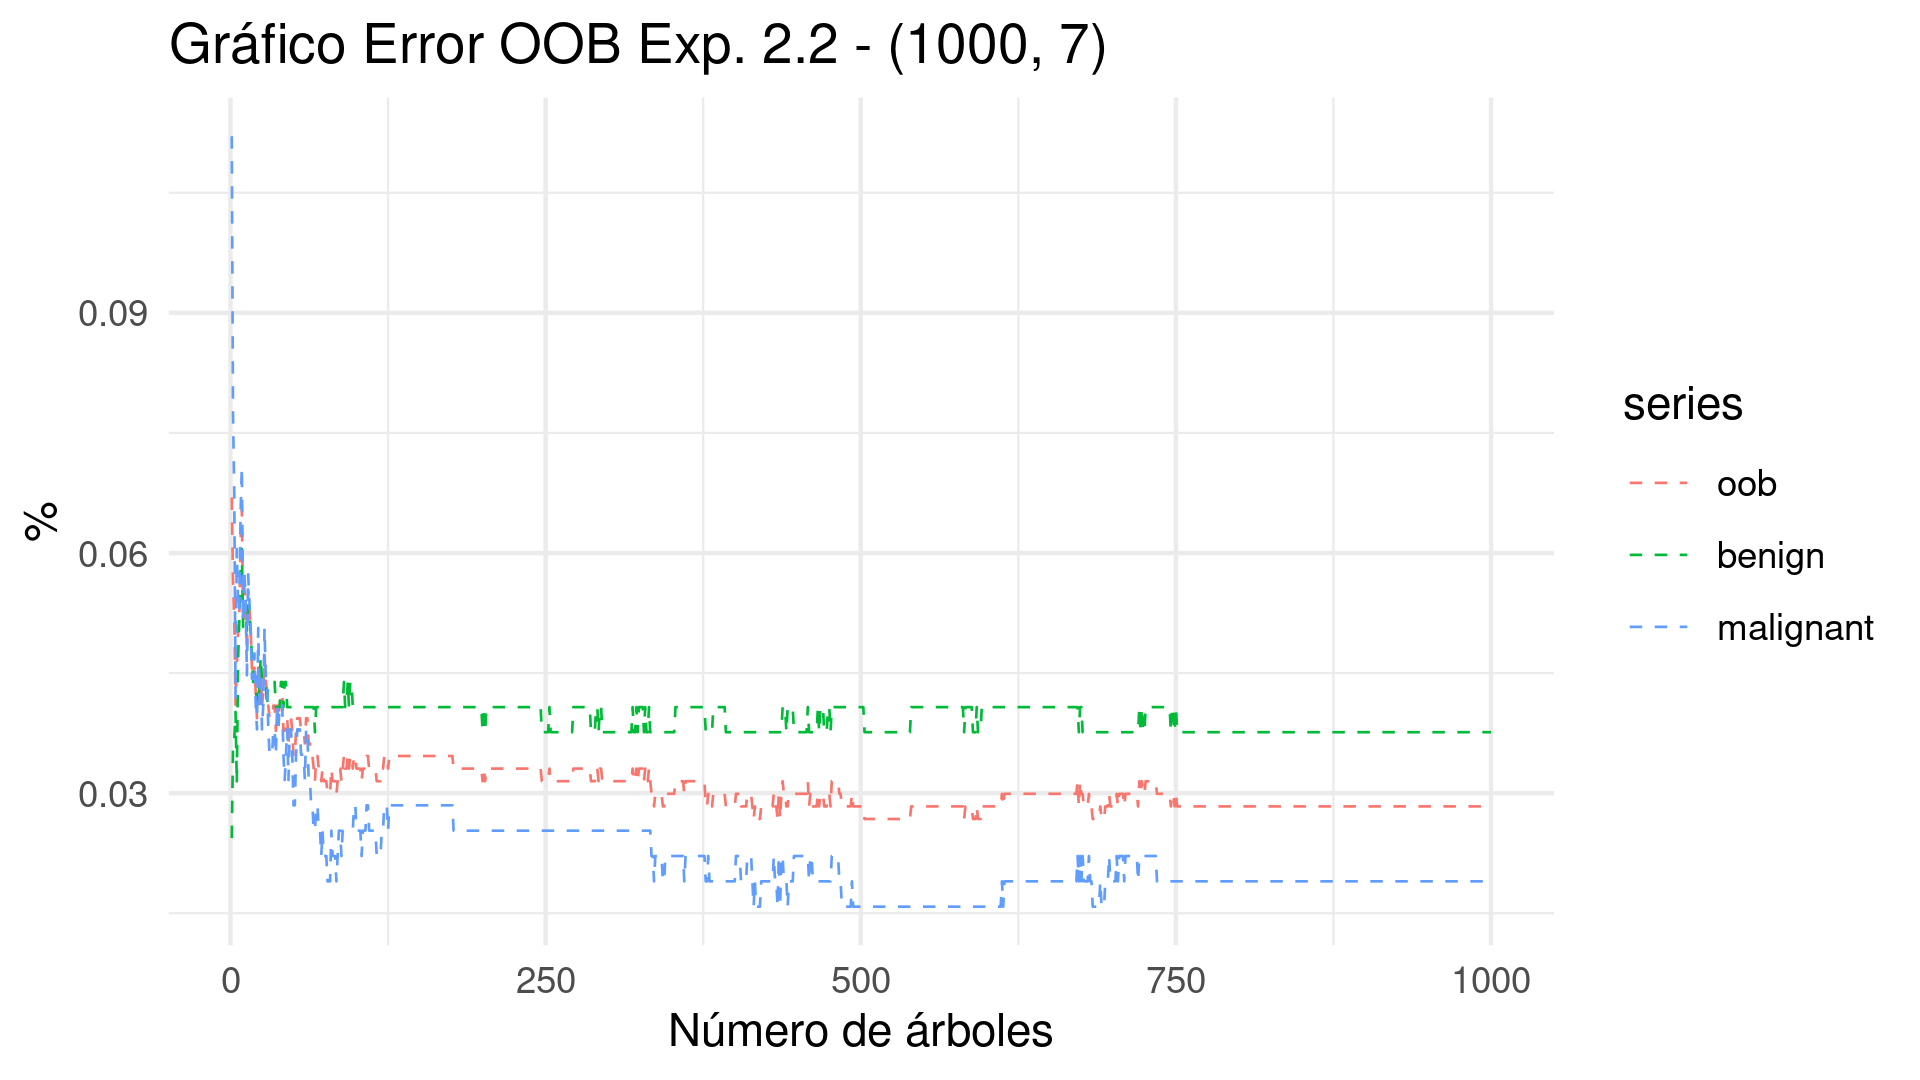 Gráfico Error OOB Exp. 2.2 - (1000, 7)
%
0.09
0.06
0.03
0
250
500
750
1000
Número de árboles
series
oob
benign
malignant